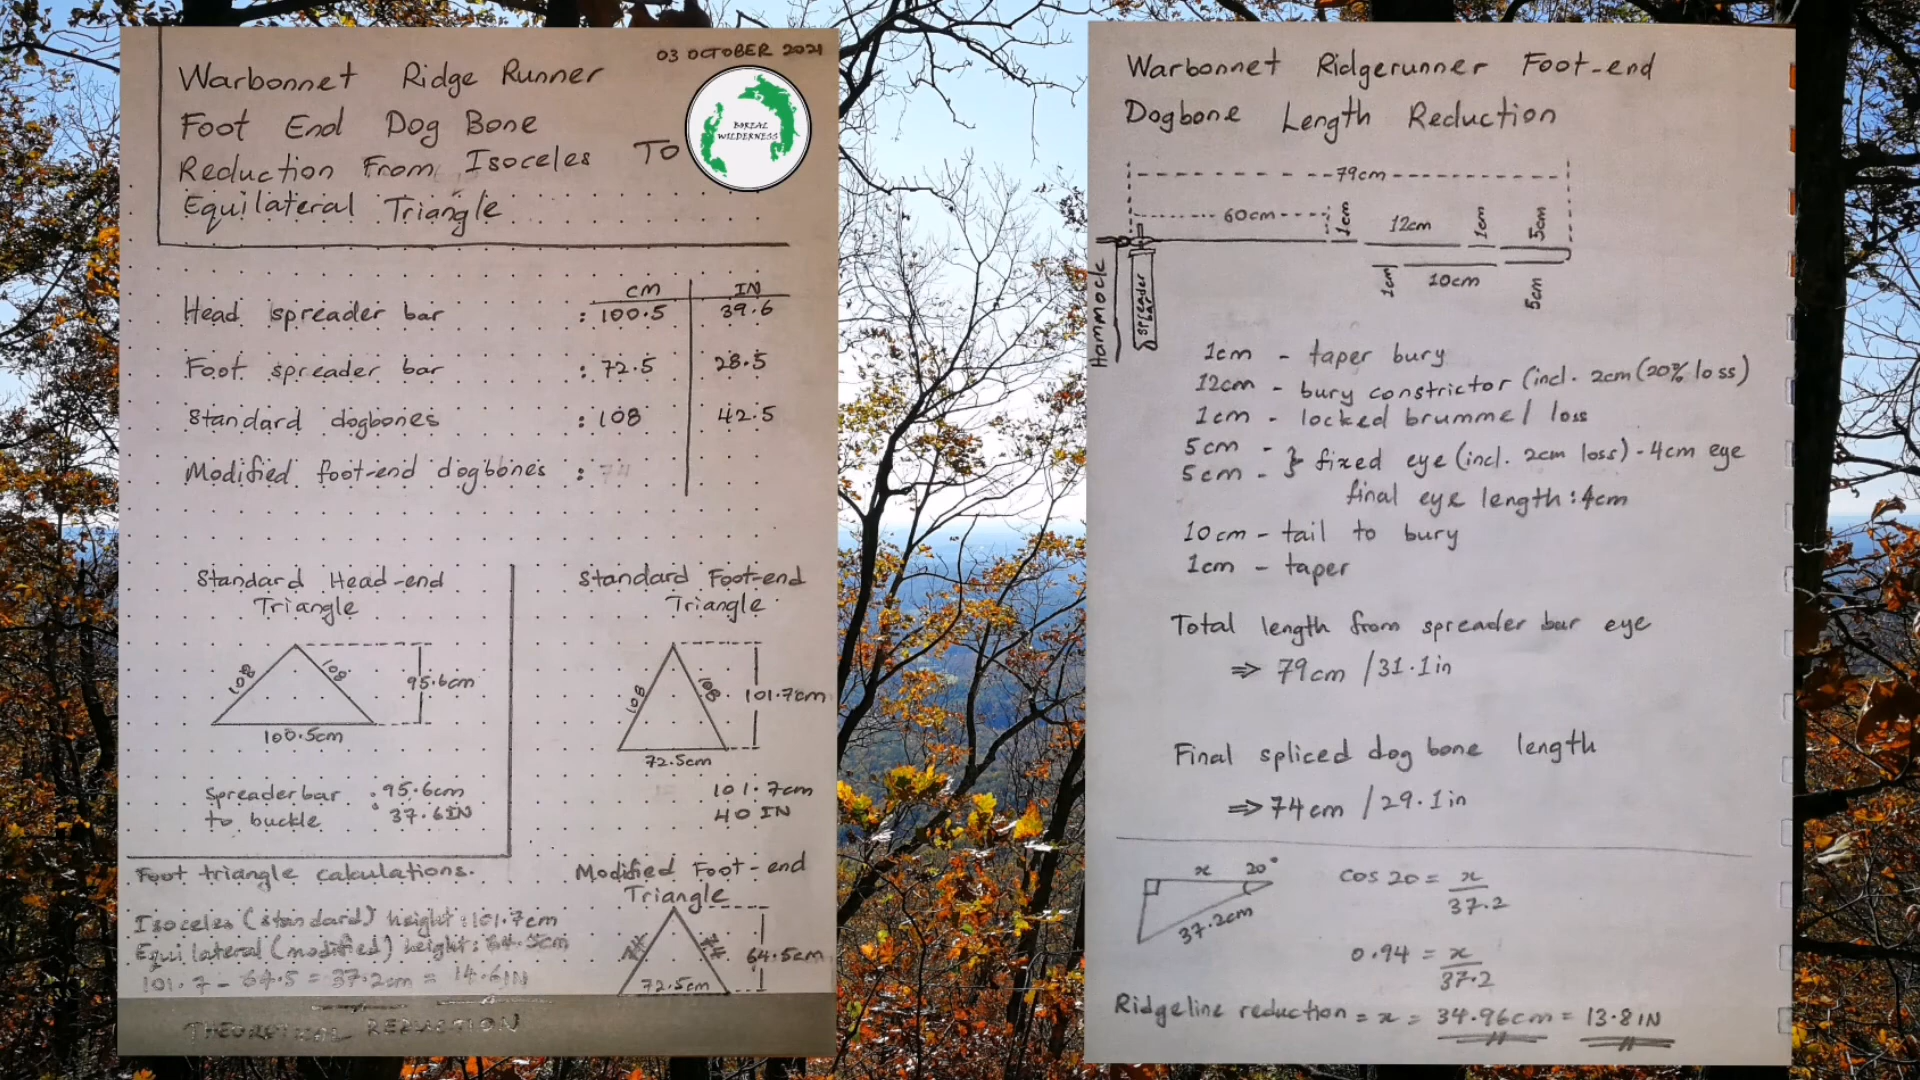 03 OCTOBER 2021
Warbonnet Ridge Runner
Foot End Dog Bone
Reduction From Isoceles TO
Equilateral Triangle
BOREAL
WILDERNESS
cm IN
Head spreader bar : 100.5 39.6
Foot spreader bar : 72.5 28.5
Standard dogbones : 108 42.5
Modified foot-end dogbones : 74
Standard Head-end
Triangle
108 108
95.6cm
100.5cm
Spreaderbar : 95.6cm
to buckle 37.6IN
Standard Foot-end
Triangle
108 108
101.7cm
72.5cm
101.7cm
40 IN
Foot triangle calculations.
Isoceles (standard) height : 101.7cm
Equilateral (modified) height : 64.5cm
101.7 - 64.5 = 37.2cm = 14.6IN
THEORETICAL REDUCTION
Modified Foot-end
Triangle
74 74
64.5cm
72.5cm
Warbonnet Ridgerunner Foot-end
Dogbone Length Reduction
79cm
60cm 1cm 12cm 1cm 5cm
1cm 10cm 5cm
Hammock
spreader
bar
1cm - taper bury
12cm - bury constrictor (incl. 2cm (20% loss)
1cm - locked brummel loss
5cm -
5cm - } fixed eye (incl. 2cm loss) - 4cm eye
final eye length : 4cm
10cm - tail to bury
1cm - taper
Total length from spreader bar eye
⇒ 79cm / 31.1in
Final spliced dog bone length
⇒ 74cm / 29.1in
x 20°
37.2cm
cos 20 = x
37.2
0.94 = x
37.2
Ridgeline reduction = x = 34.96cm = 13.8IN